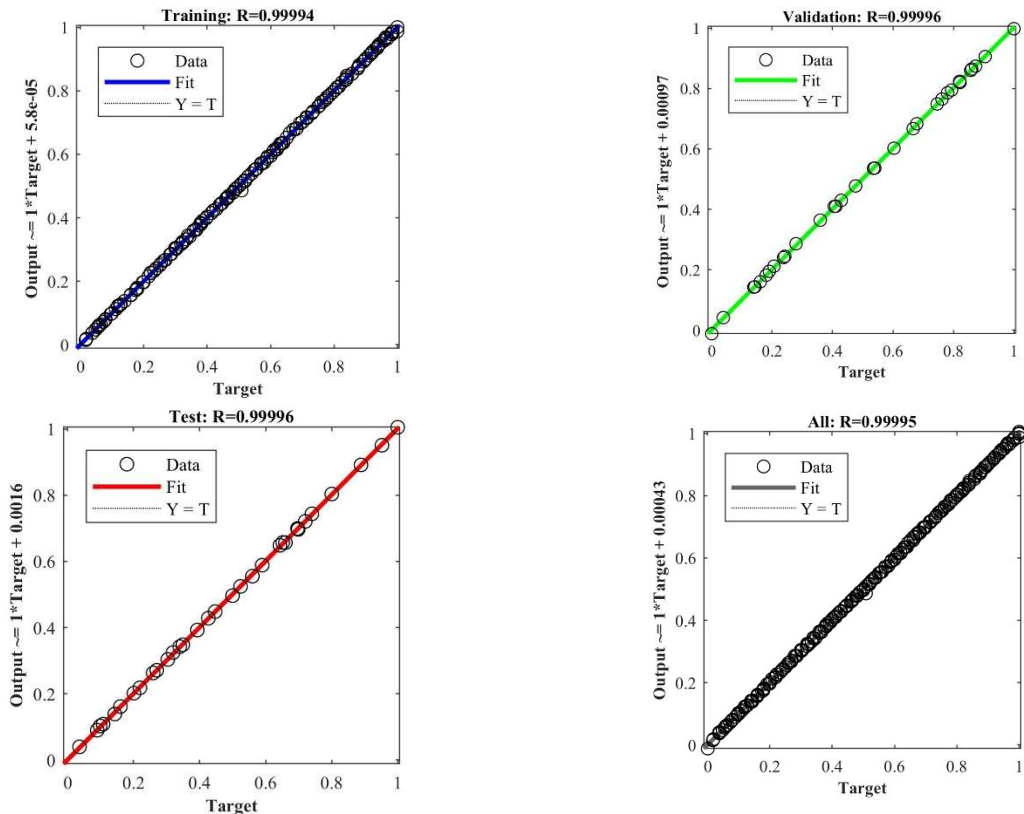 Training: R=0.99994
Output ~= 1*Target + 5.8e-05
1
0.8
0.6
0.4
0.2
0
Data
Fit
Y = T
0 0.2 0.4 0.6 0.8 1
Target
Validation: R=0.99996
Output ~= 1*Target + 0.00097
1
0.8
0.6
0.4
0.2
0
Data
Fit
Y = T
0 0.2 0.4 0.6 0.8 1
Target
Test: R=0.99996
Output ~= 1*Target + 0.0016
1
0.8
0.6
0.4
0.2
0
Data
Fit
Y = T
0 0.2 0.4 0.6 0.8 1
Target
All: R=0.99995
Output ~= 1*Target + 0.00043
1
0.8
0.6
0.4
0.2
0
Data
Fit
Y = T
0 0.2 0.4 0.6 0.8 1
Target